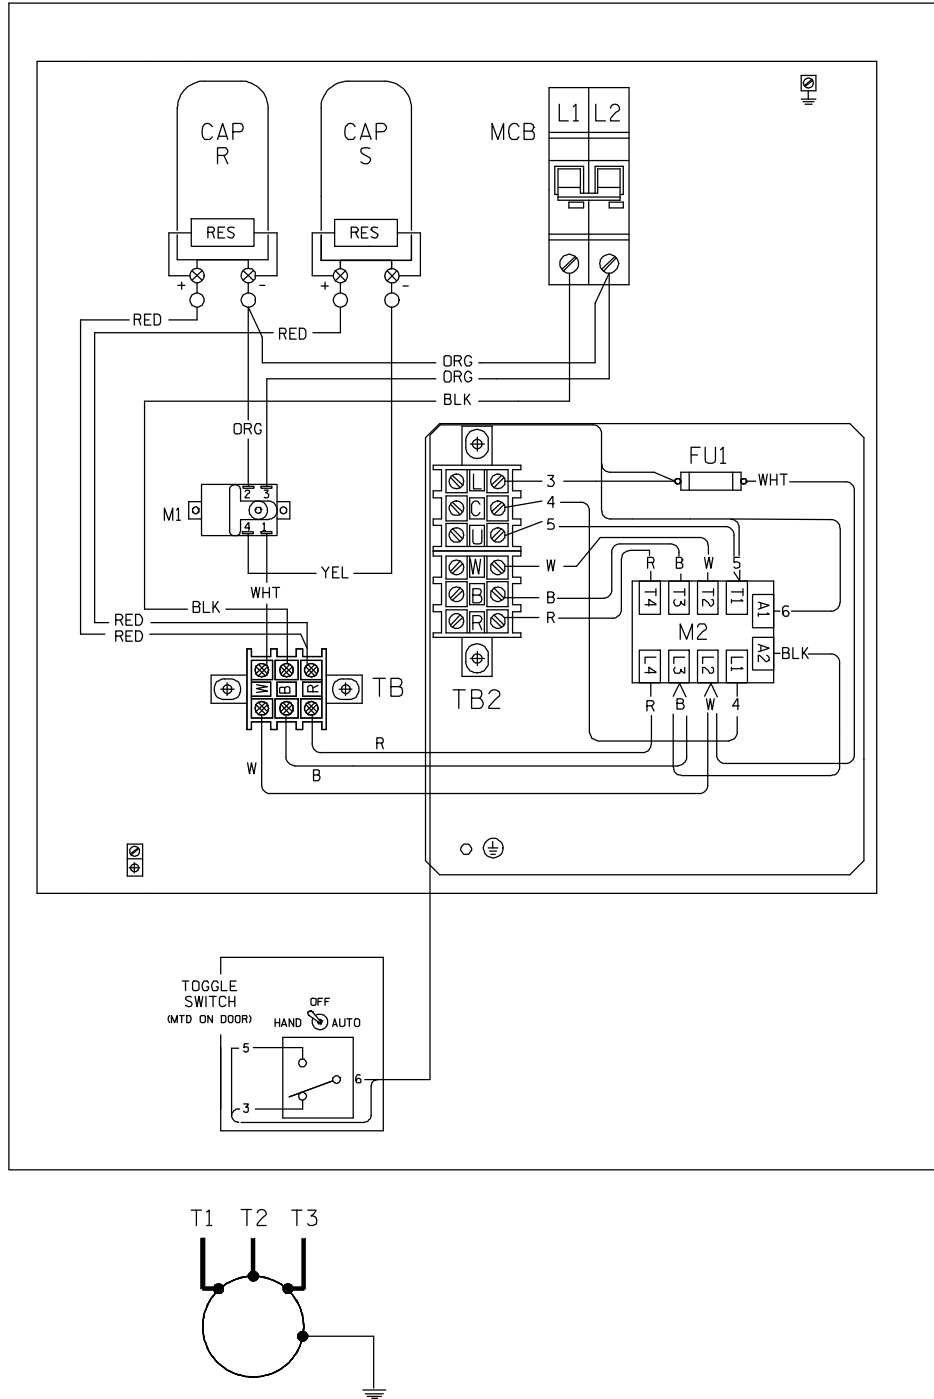 CAP
R
CAP
S
MCB
L1 L2
RES
RES
+ -
+ -
RED
RED
ORG
ORG
BLK
ORG
M1
2 3
4 1
YEL
WHT
BLK
RED
RED
W B R
TB
R
W
B
L
C
U
W
B
R
TB2
3
4
5
W
B
R
FU1
WHT
R B W 5
T4 T3 T2 T1
A1
6
M2
A2
BLK
L4 L3 L2 L1
R B W 4
TOGGLE
SWITCH
(MTD ON DOOR)
OFF
HAND AUTO
5
6
3
T1 T2 T3